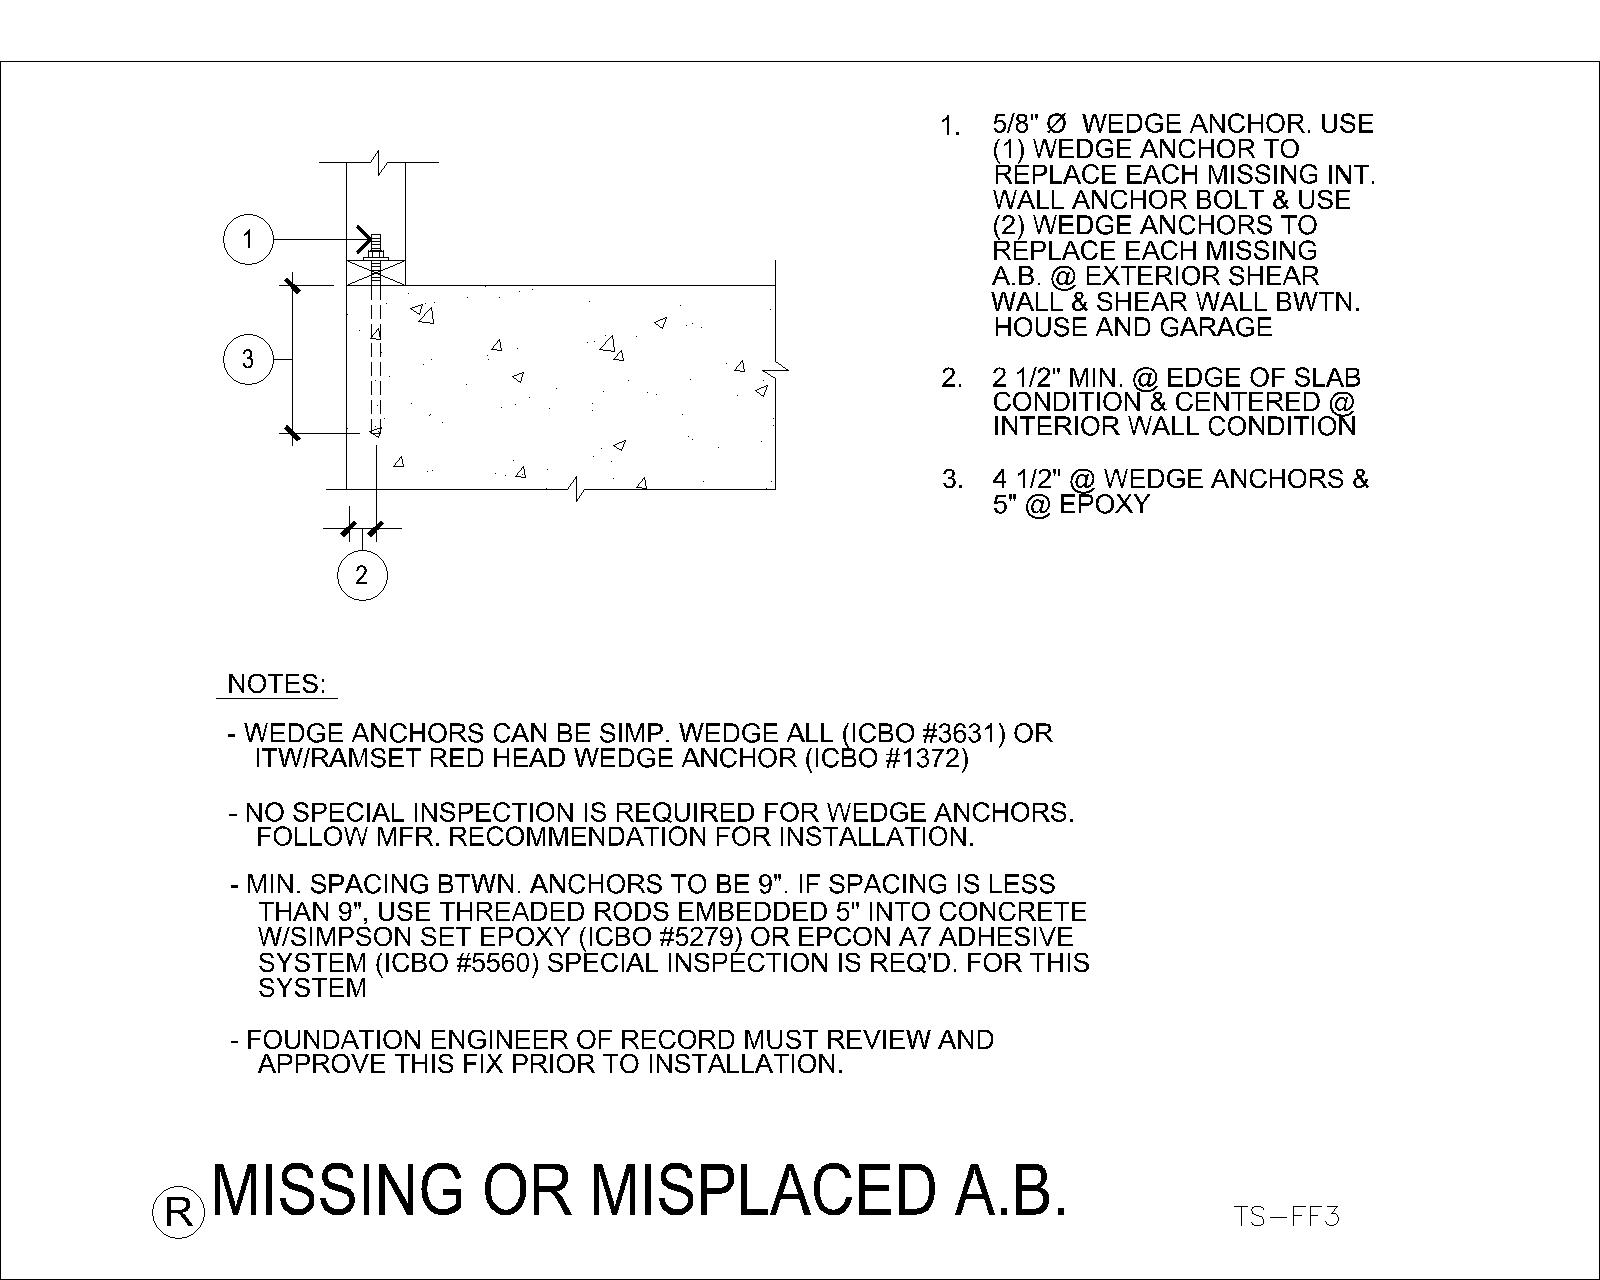 1. 5/8" Ø WEDGE ANCHOR. USE
(1) WEDGE ANCHOR TO
REPLACE EACH MISSING INT.
WALL ANCHOR BOLT & USE
(2) WEDGE ANCHORS TO
REPLACE EACH MISSING
A.B. @ EXTERIOR SHEAR
WALL & SHEAR WALL BWTN.
HOUSE AND GARAGE
2. 2 1/2" MIN. @ EDGE OF SLAB
CONDITION & CENTERED @
INTERIOR WALL CONDITION
3. 4 1/2" @ WEDGE ANCHORS &
5" @ EPOXY
1
3
2
NOTES:
- WEDGE ANCHORS CAN BE SIMP. WEDGE ALL (ICBO #3631) OR
ITW/RAMSET RED HEAD WEDGE ANCHOR (ICBO #1372)
- NO SPECIAL INSPECTION IS REQUIRED FOR WEDGE ANCHORS.
FOLLOW MFR. RECOMMENDATION FOR INSTALLATION.
- MIN. SPACING BTWN. ANCHORS TO BE 9". IF SPACING IS LESS
THAN 9", USE THREADED RODS EMBEDDED 5" INTO CONCRETE
W/SIMPSON SET EPOXY (ICBO #5279) OR EPCON A7 ADHESIVE
SYSTEM (ICBO #5560) SPECIAL INSPECTION IS REQ'D. FOR THIS
SYSTEM
- FOUNDATION ENGINEER OF RECORD MUST REVIEW AND
APPROVE THIS FIX PRIOR TO INSTALLATION.
R MISSING OR MISPLACED A.B.
TS-FF3